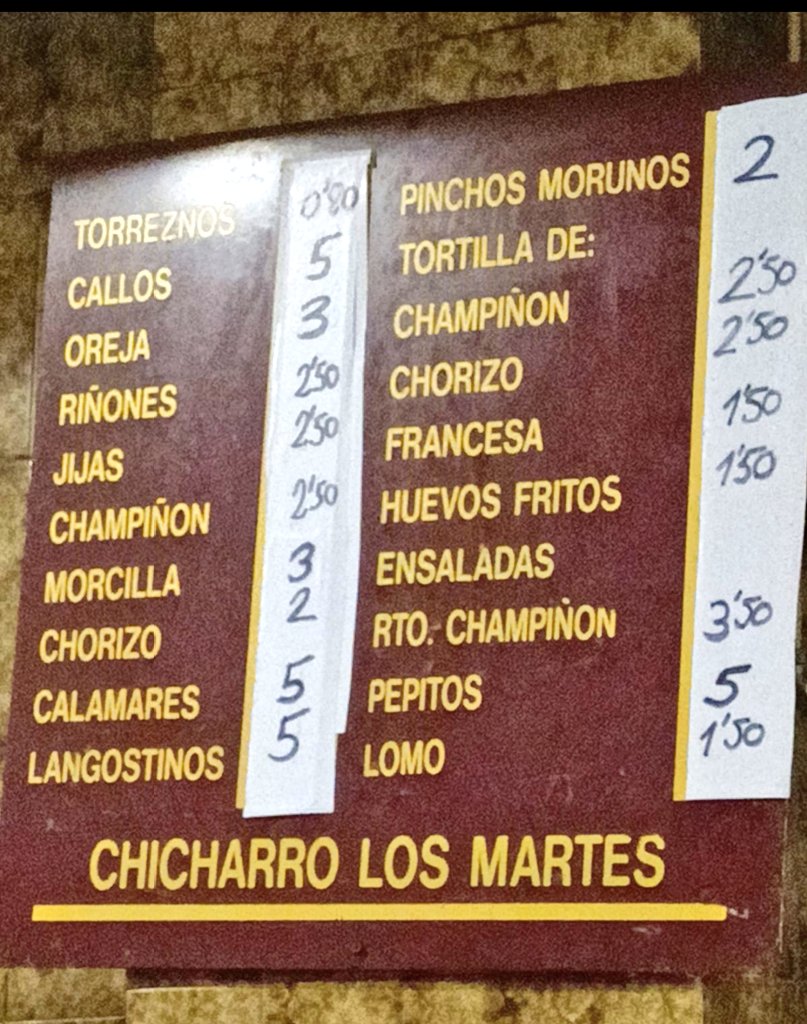 TORREZNOS 0'80
CALLOS 5
OREJA 3
RIÑONES 2'50
JIJAS 2'50
CHAMPIÑON 2'50
MORCILLA 3
CHORIZO 2
CALAMARES 5
LANGOSTINOS 5
PINCHOS MORUNOS 2
TORTILLA DE:
CHAMPIÑON 2'50
CHORIZO 2'50
FRANCESA 1'50
HUEVOS FRITOS 1'50
ENSALADAS
RTO. CHAMPIÑON 3'50
PEPITOS 5
LOMO 1'50
CHICHARRO LOS MARTES